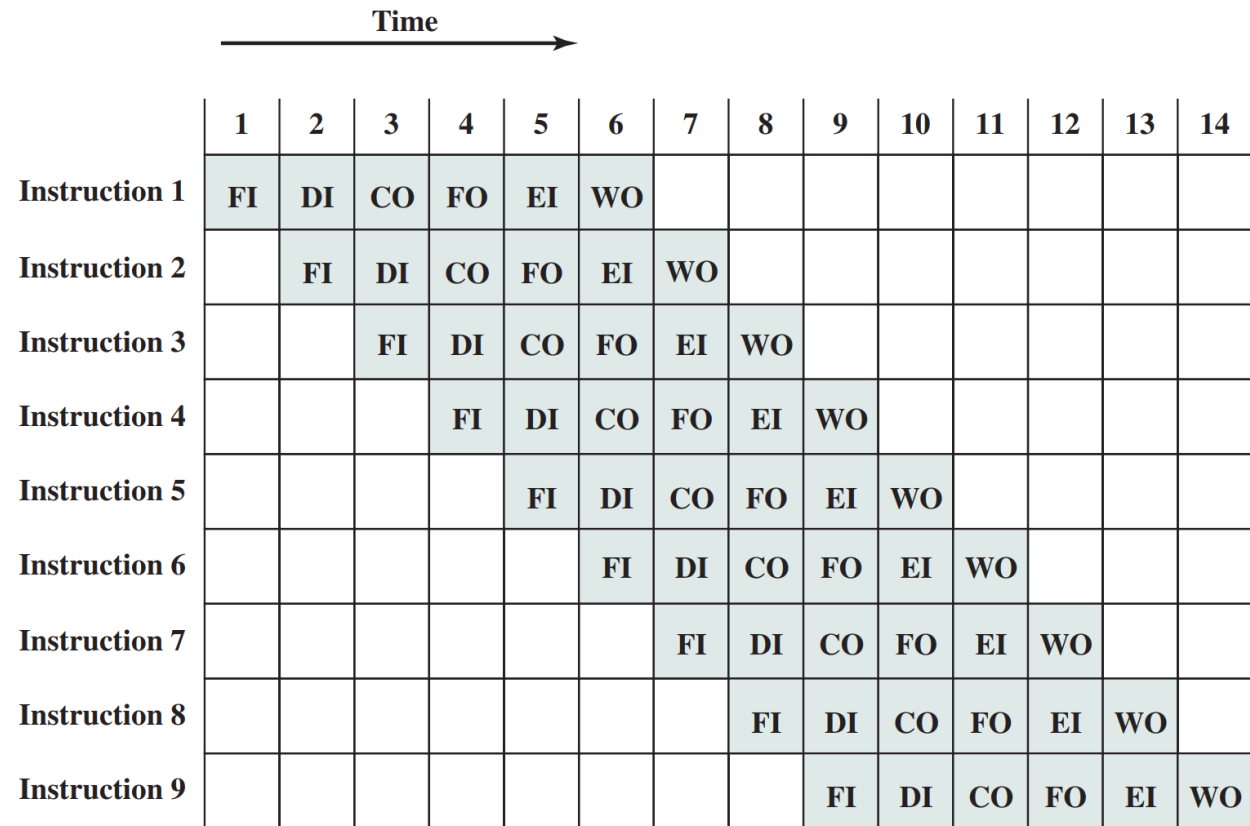 Time
1 2 3 4 5 6 7 8 9 10 11 12 13 14
Instruction 1 FI DI CO FO EI WO
Instruction 2 FI DI CO FO EI WO
Instruction 3 FI DI CO FO EI WO
Instruction 4 FI DI CO FO EI WO
Instruction 5 FI DI CO FO EI WO
Instruction 6 FI DI CO FO EI WO
Instruction 7 FI DI CO FO EI WO
Instruction 8 FI DI CO FO EI WO
Instruction 9 FI DI CO FO EI WO